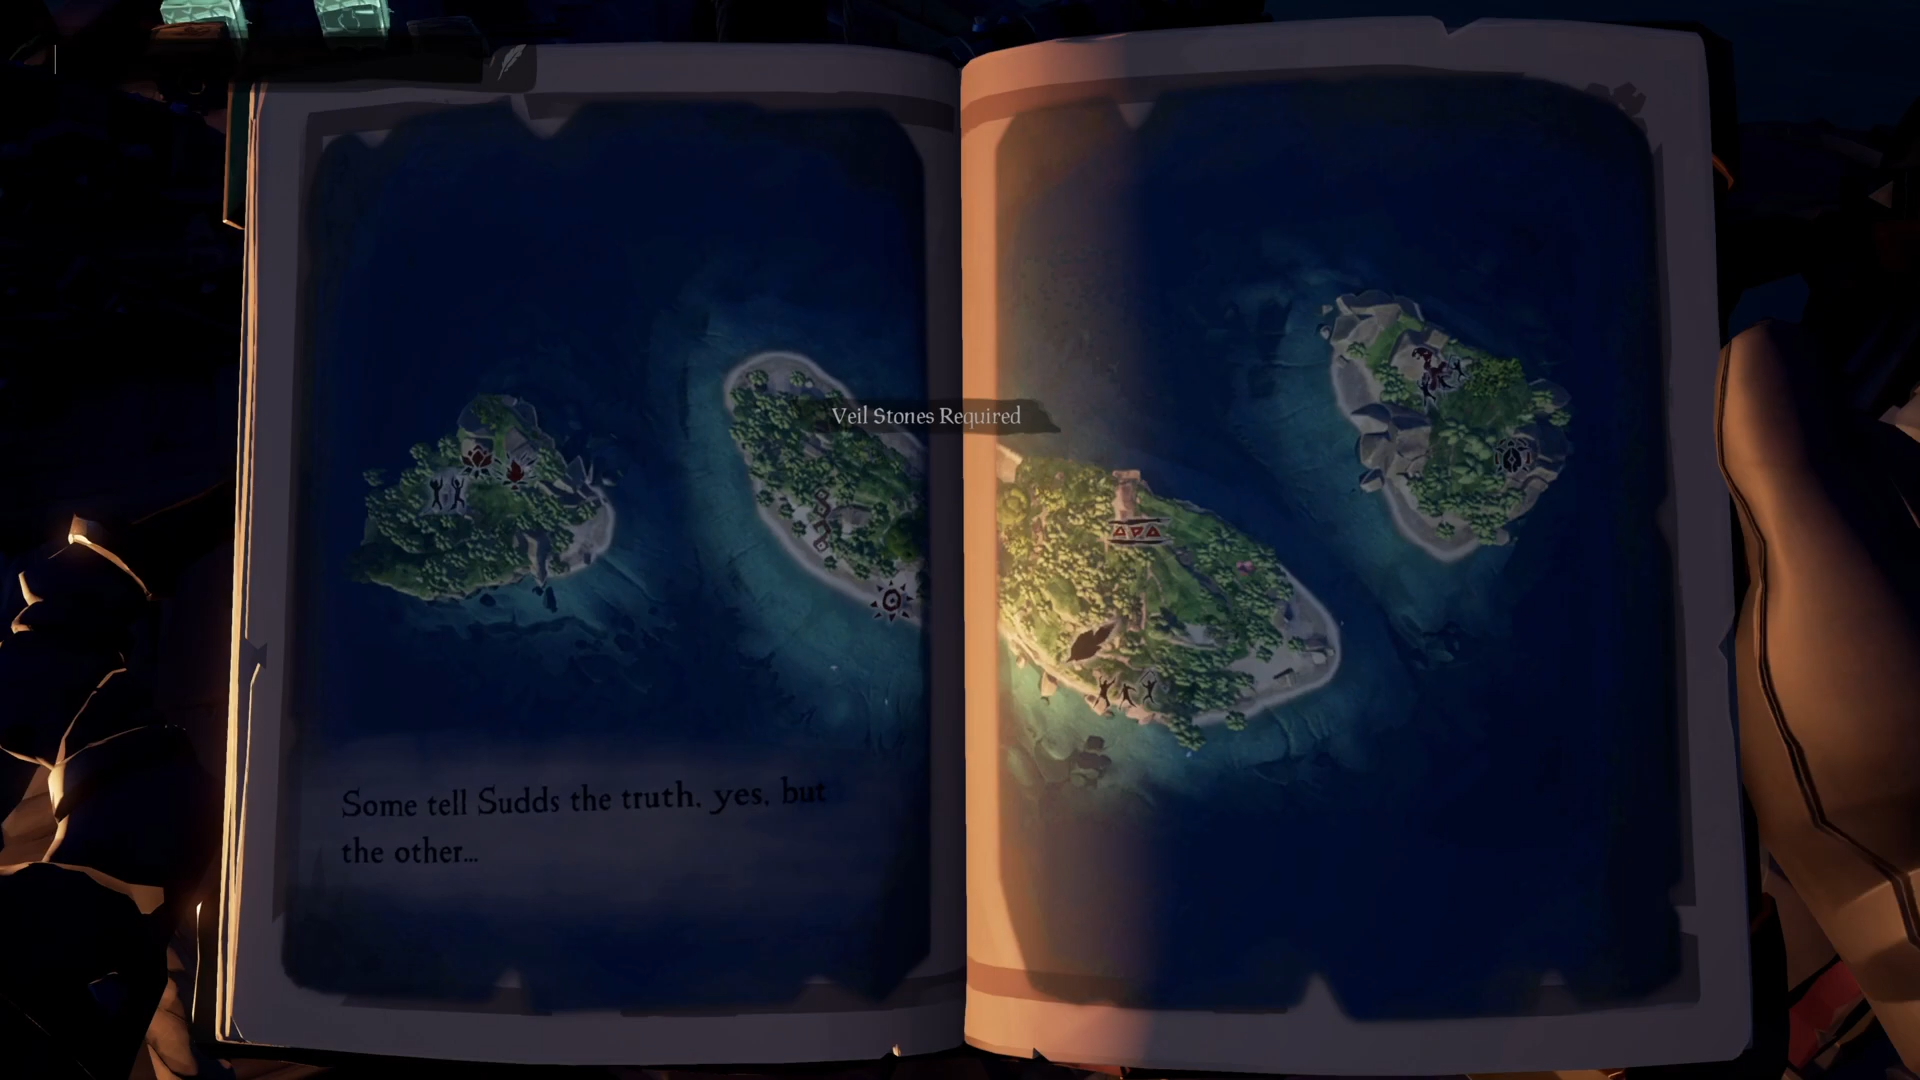 Veil Stones Required
Some tell Sudds the truth, yes, but
the other...